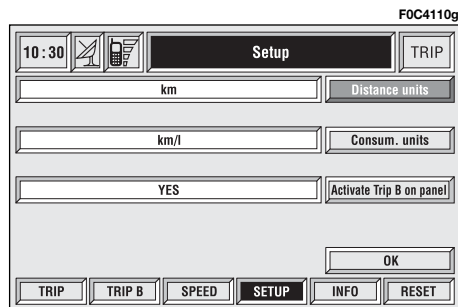 F0C4110g
10:30 Setup TRIP
km Distance units
km/l Consum. units
YES Activate Trip B on panel
OK
TRIP TRIP B SPEED SETUP INFO RESET